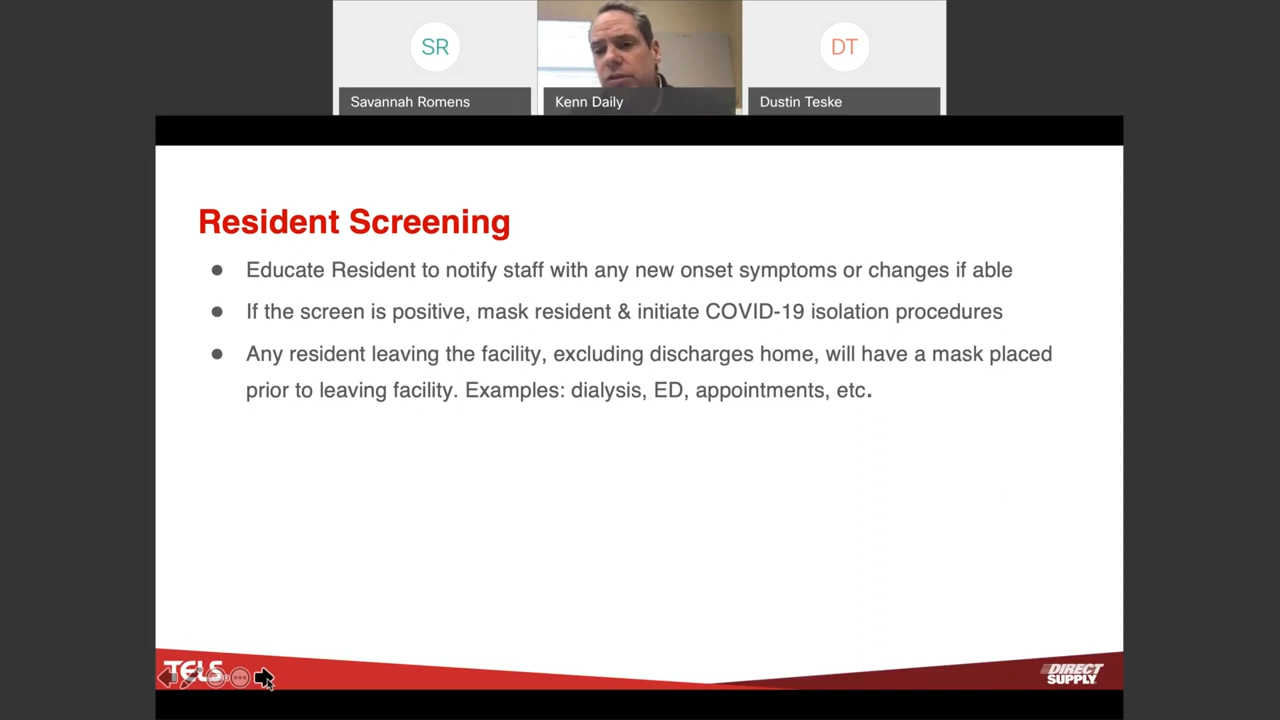 SR
DT
Savannah Romens
Kenn Daily
Dustin Teske
Resident Screening
● Educate Resident to notify staff with any new onset symptoms or changes if able
● If the screen is positive, mask resident & initiate COVID-19 isolation procedures
● Any resident leaving the facility, excluding discharges home, will have a mask placed
prior to leaving facility. Examples: dialysis, ED, appointments, etc.
TELS
DIRECT
SUPPLY